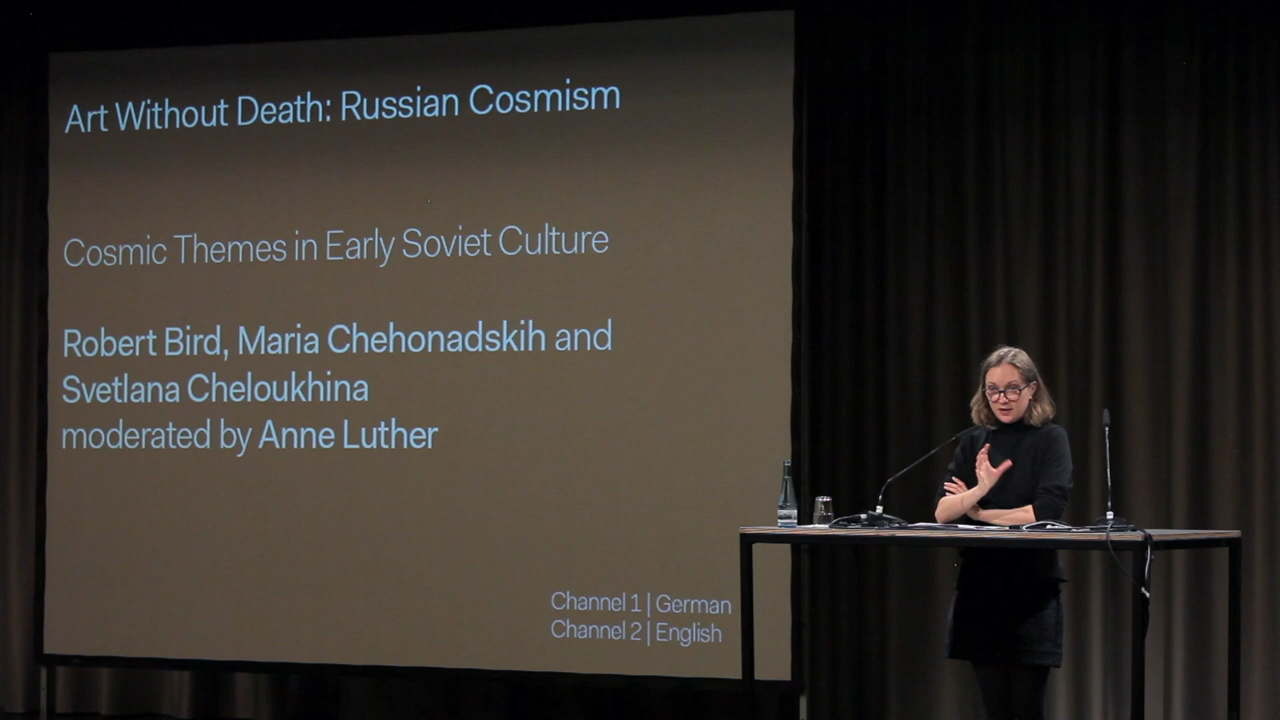 Art Without Death: Russian Cosmism
Cosmic Themes in Early Soviet Culture
Robert Bird, Maria Chehonadskih and
Svetlana Cheloukhina
moderated by Anne Luther
Channel 1 | German
Channel 2 | English